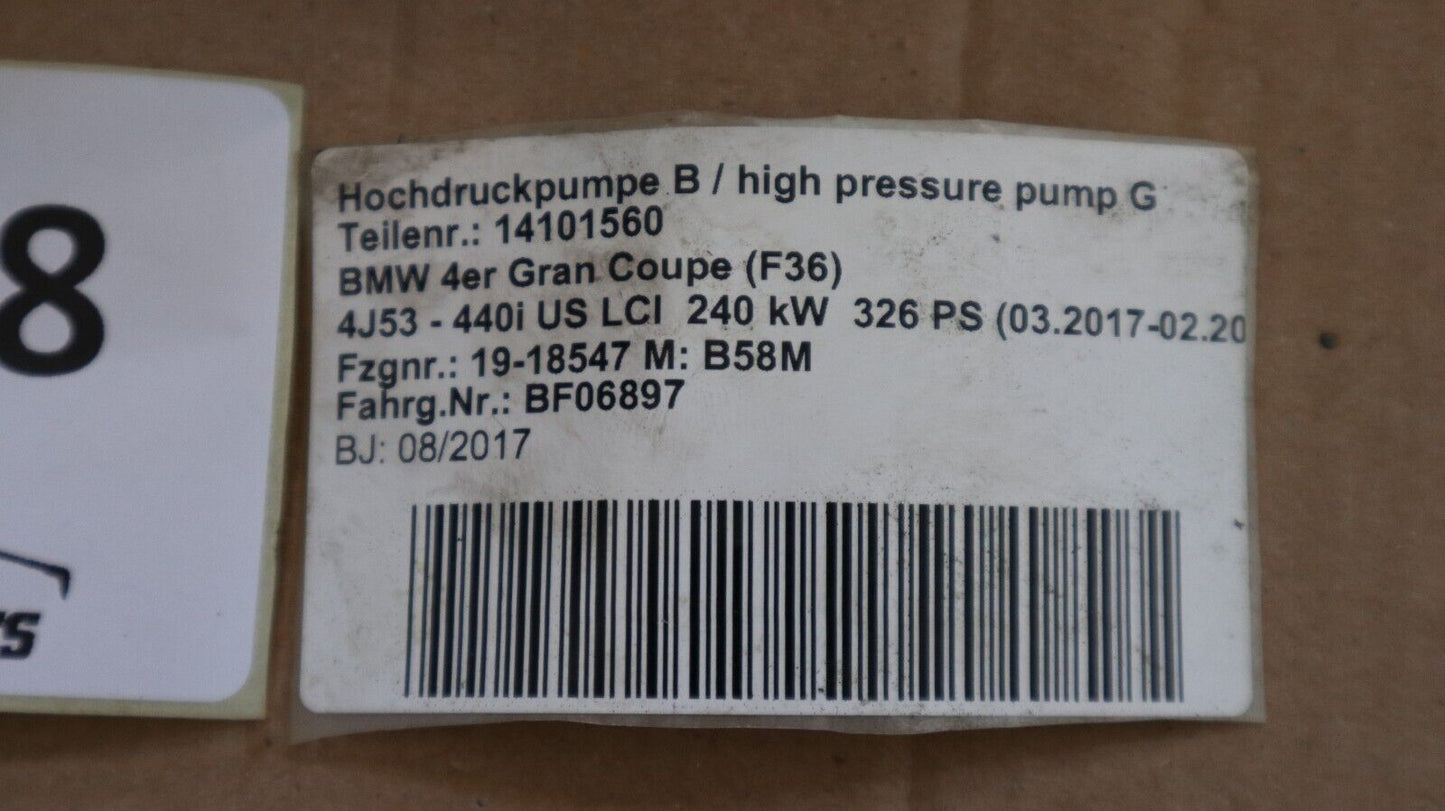 8
Hochdruckpumpe B / high pressure pump G
Teilenr.: 14101560
BMW 4er Gran Coupe (F36)
4J53 - 440i US LCI 240 kW 326 PS (03.2017-02.20
Fzgnr.: 19-18547 M: B58M
Fahrg.Nr.: BF06897
BJ: 08/2017